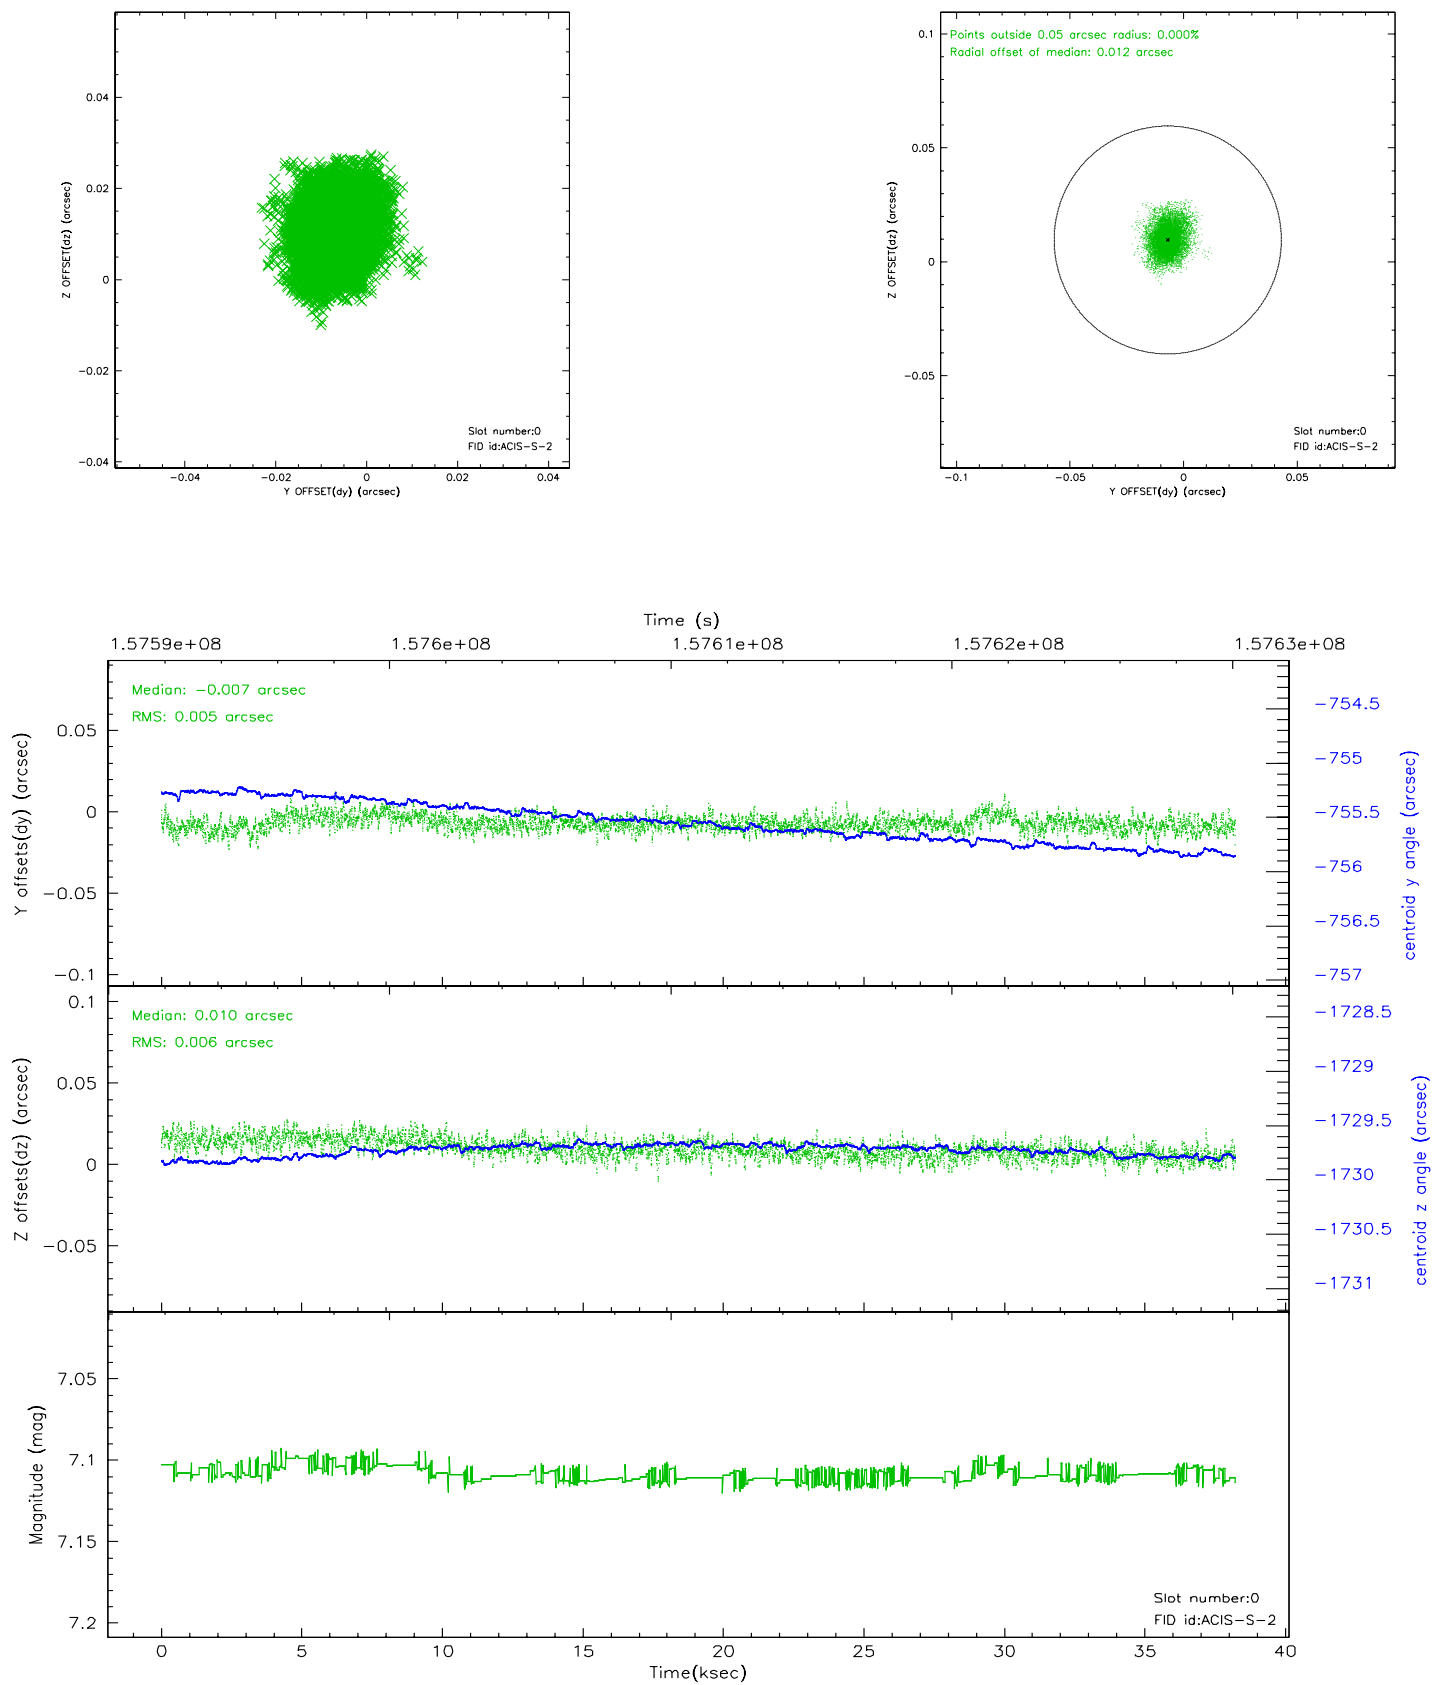 0.04
0.02
0
−0.02
−0.04
Z OFFSET(dz) (arcsec)
−0.04
−0.02
0
0.02
0.04
Y OFFSET(dy) (arcsec)
Slot number:0
FID id:ACIS−S−2
Points outside 0.05 arcsec radius: 0.000%
Radial offset of median: 0.012 arcsec
0.1
0.05
0
−0.05
Z OFFSET(dz) (arcsec)
−0.1
−0.05
0
0.05
Y OFFSET(dy) (arcsec)
Slot number:0
FID id:ACIS−S−2
Time (s)
1.5759e+08
1.576e+08
1.5761e+08
1.5762e+08
1.5763e+08
Median: −0.007 arcsec
RMS: 0.005 arcsec
0.05
0
−0.05
−0.1
Y offsets(dy) (arcsec)
−754.5
−755
−755.5
−756
−756.5
−757
centroid y angle (arcsec)
Median: 0.010 arcsec
RMS: 0.006 arcsec
0.1
0.05
0
−0.05
Z offsets(dz) (arcsec)
−1728.5
−1729
−1729.5
−1730
−1730.5
−1731
centroid z angle (arcsec)
7.05
7.1
7.15
7.2
Magnitude (mag)
Slot number:0
FID id:ACIS−S−2
0
5
10
15
20
25
30
35
40
Time(ksec)